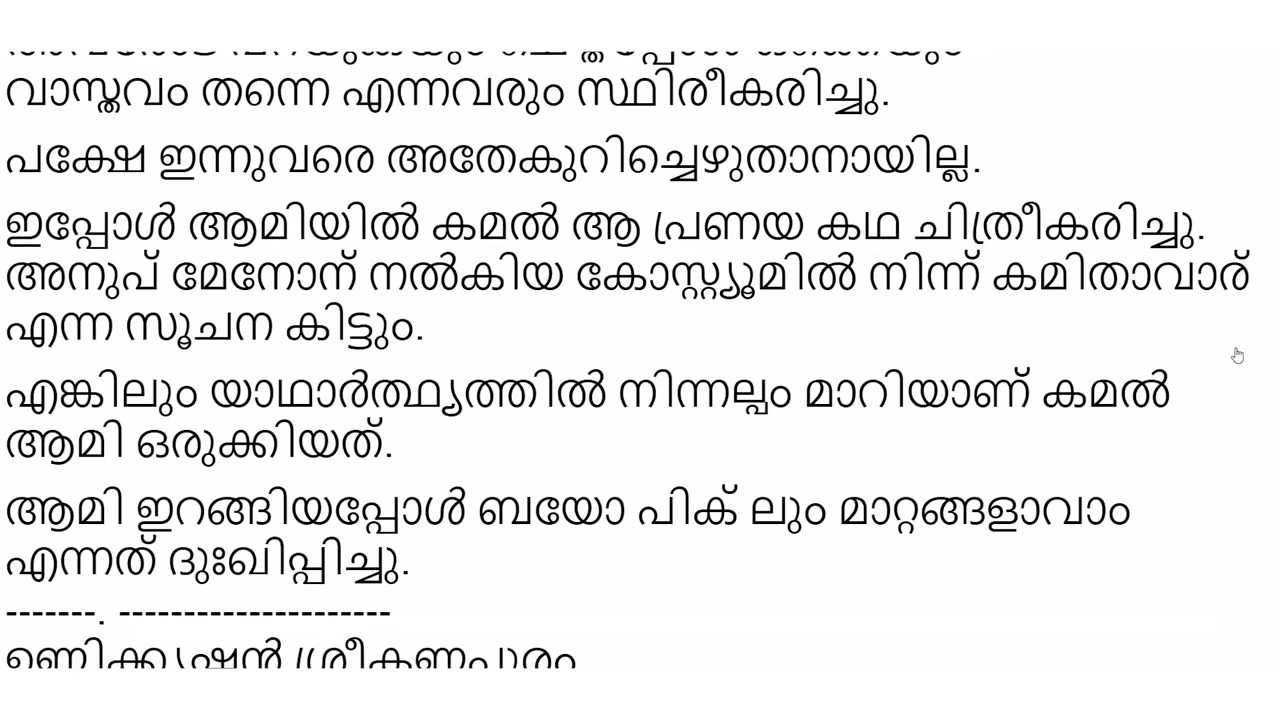 വാസ്തവം തന്നെ എന്നവരും സ്ഥിരീകരിച്ചു.
പക്ഷേ ഇന്നുവരെ അതേകുറിച്ചെഴുതാനായില്ല.
ഇപ്പോൾ ആമിയിൽ കമൽ ആ പ്രണയ കഥ ചിത്രീകരിച്ചു.
അനുപ് മേനോന് നൽകിയ കോസ്റ്റ്യൂമിൽ നിന്ന് കമിതാവാര്
എന്ന സൂചന കിട്ടും.
എങ്കിലും യാഥാർത്ഥ്യത്തിൽ നിന്നല്പം മാറിയാണ് കമൽ
ആമി ഒരുക്കിയത്.
ആമി ഇറങ്ങിയപ്പോൾ ബയോ പിക് ലും മാറ്റങ്ങളാവാം
എന്നത് ദുഃഖിപ്പിച്ചു.
-------. ---------------------